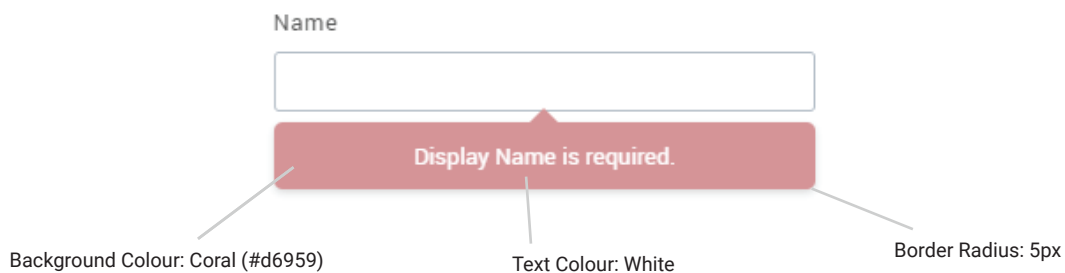 Name
Display Name is required.
Background Colour: Coral (#d6959)
Text Colour: White
Border Radius: 5px